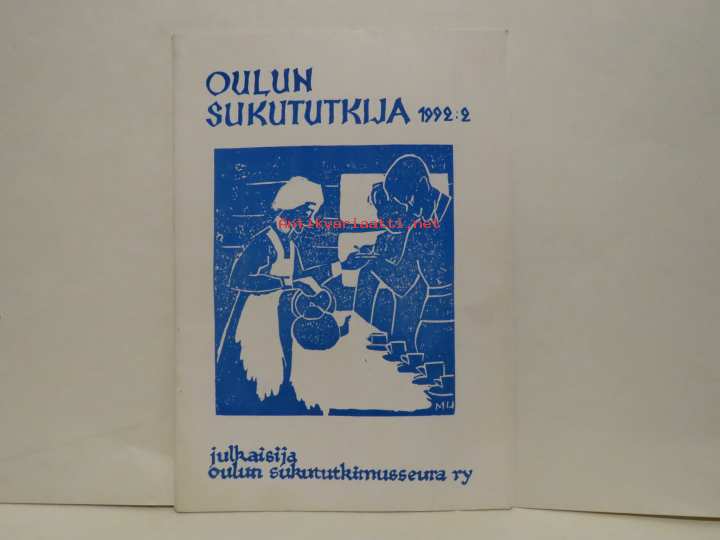 OULUN
SUKUTUTKIJA 1992:2
Antikvariaatti.net
MU
julkaisija
oulun sukututkimusseura ry